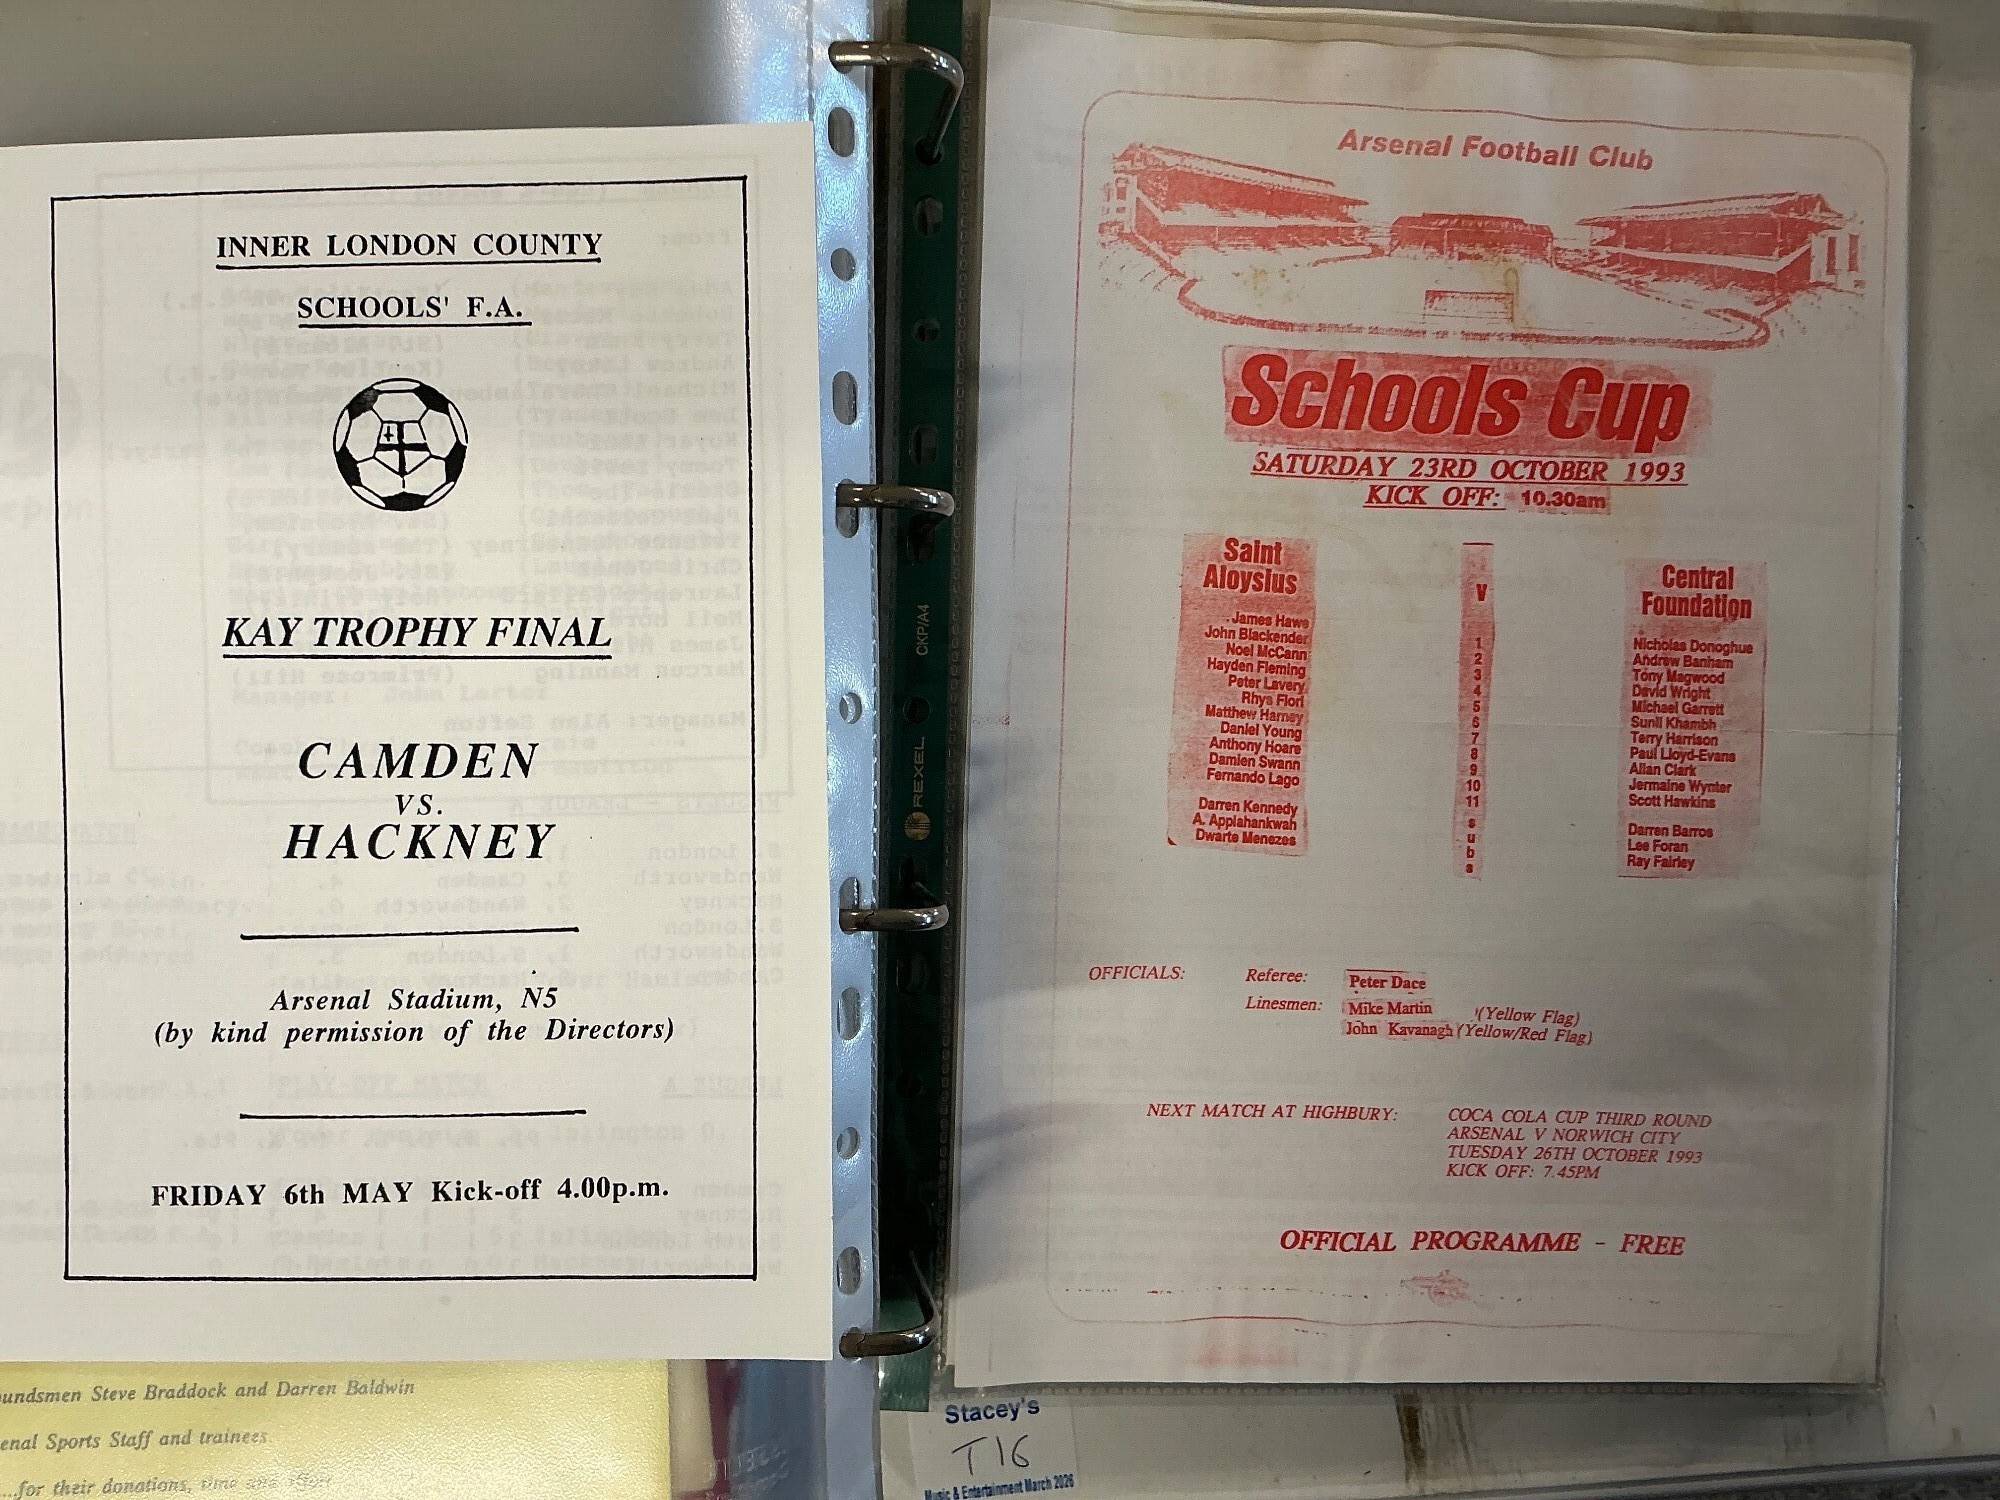 INNER LONDON COUNTY
SCHOOLS' F.A.
KAY TROPHY FINAL
CAMDEN
VS.
HACKNEY
Arsenal Stadium, N5
(by kind permission of the Directors)
FRIDAY 6th MAY Kick-off 4.00p.m.
undsmen Steve Braddock and Darren Baldwin
enal Sports Staff and trainees
...for their donations, time and effort
CKP/A4
REXEL
Arsenal Football Club
Schools Cup
SATURDAY 23RD OCTOBER 1993
KICK OFF: 10.30am
Saint
Aloysius
James Hawe
John Blackender
Noel McCann
Hayden Fleming
Peter Lavery
Rhys Fiori
Matthew Harney
Daniel Young
Anthony Hoare
Damien Swann
Fernando Lago
Darren Kennedy
A. Applahankwah
Dwarte Menezes
V
1
2
3
4
5
6
7
8
9
10
11
s
u
b
s
Central
Foundation
Nicholas Donoghue
Andrew Banham
Tony Magwood
David Wright
Michael Garrett
Sunil Khambh
Terry Harrison
Paul Lloyd-Evans
Allan Clark
Jermaine Wynter
Scott Hawkins
Darren Barros
Lee Foran
Ray Fairley
OFFICIALS: Referee: Peter Dace
Linesmen: Mike Martin (Yellow Flag)
John Kavanagh (Yellow/Red Flag)
NEXT MATCH AT HIGHBURY: COCA COLA CUP THIRD ROUND
ARSENAL V NORWICH CITY
TUESDAY 26TH OCTOBER 1993
KICK OFF: 7.45PM
OFFICIAL PROGRAMME - FREE
Stacey's
T16
Music & Entertainment March 2026